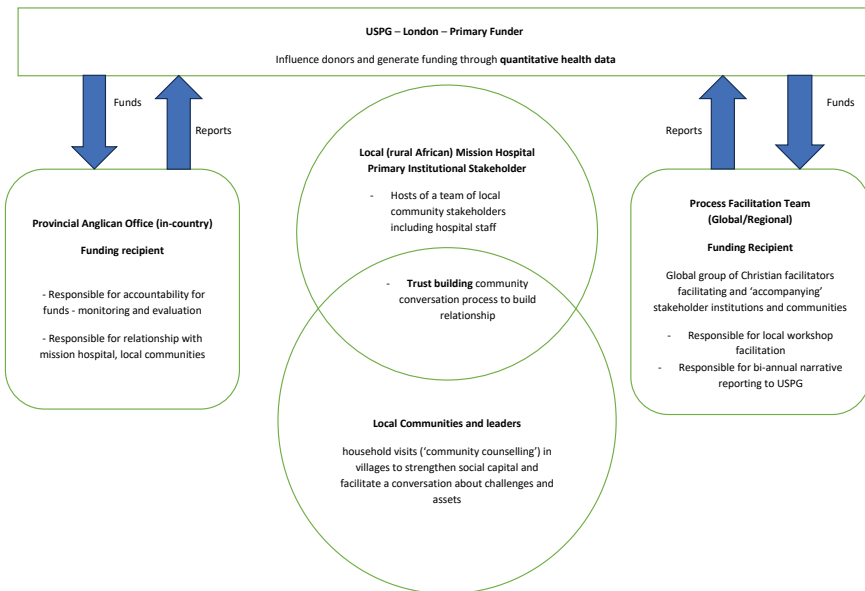 USPG – London – Primary Funder
Influence donors and generate funding through quantitative health data
Funds
Reports
Reports
Funds
Provincial Anglican Office (in-country)
Funding recipient
- Responsible for accountability for
funds - monitoring and evaluation
- Responsible for relationship with
mission hospital, local communities
Local (rural African) Mission Hospital
Primary Institutional Stakeholder
- Hosts of a team of local
community stakeholders
including hospital staff
- Trust building community
conversation process to build
relationship
Local Communities and leaders
household visits (‘community counselling’) in
villages to strengthen social capital and
facilitate a conversation about challenges and
assets
Process Facilitation Team
(Global/Regional)
Funding Recipient
Global group of Christian facilitators
facilitating and ‘accompanying’
stakeholder institutions and communities
- Responsible for local workshop
facilitation
- Responsible for bi-annual narrative
reporting to USPG